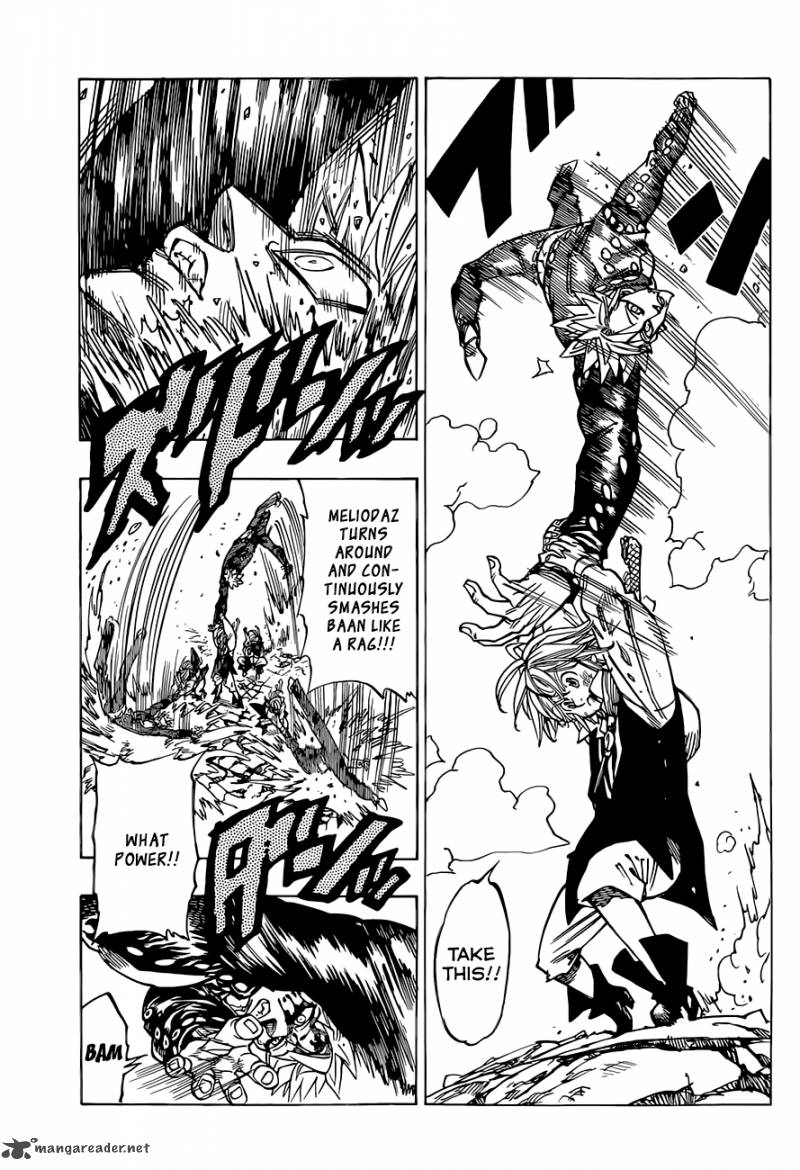 TAKE
THIS!!
MELIODAZ
TURNS
AROUND
AND CON-
TINUOUSLY
SMASHES
BAAN LIKE
A RAG!!!
WHAT
POWER!!
BAM
mangareader.net